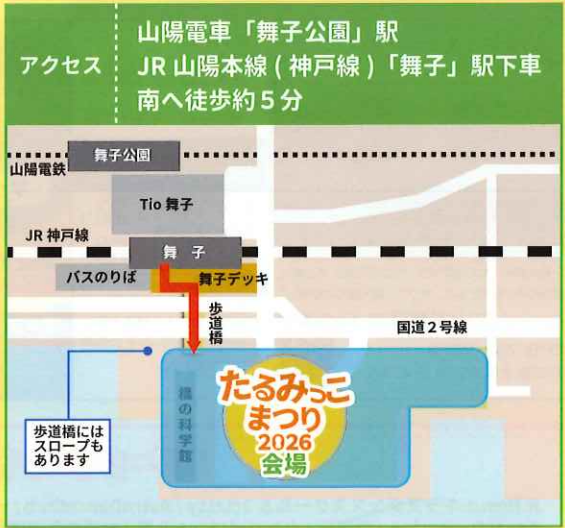 アクセス
山陽電車「舞子公園」駅
JR 山陽本線 ( 神戸線 )「舞子」駅下車
南へ徒歩約５分
舞子公園
山陽電鉄
Tio 舞子
JR 神戸線
舞 子
バスのりば
舞子デッキ
歩道橋
国道２号線
橋の科学館
たるみっこ
まつり
2026
会場
歩道橋には
スロープも
あります